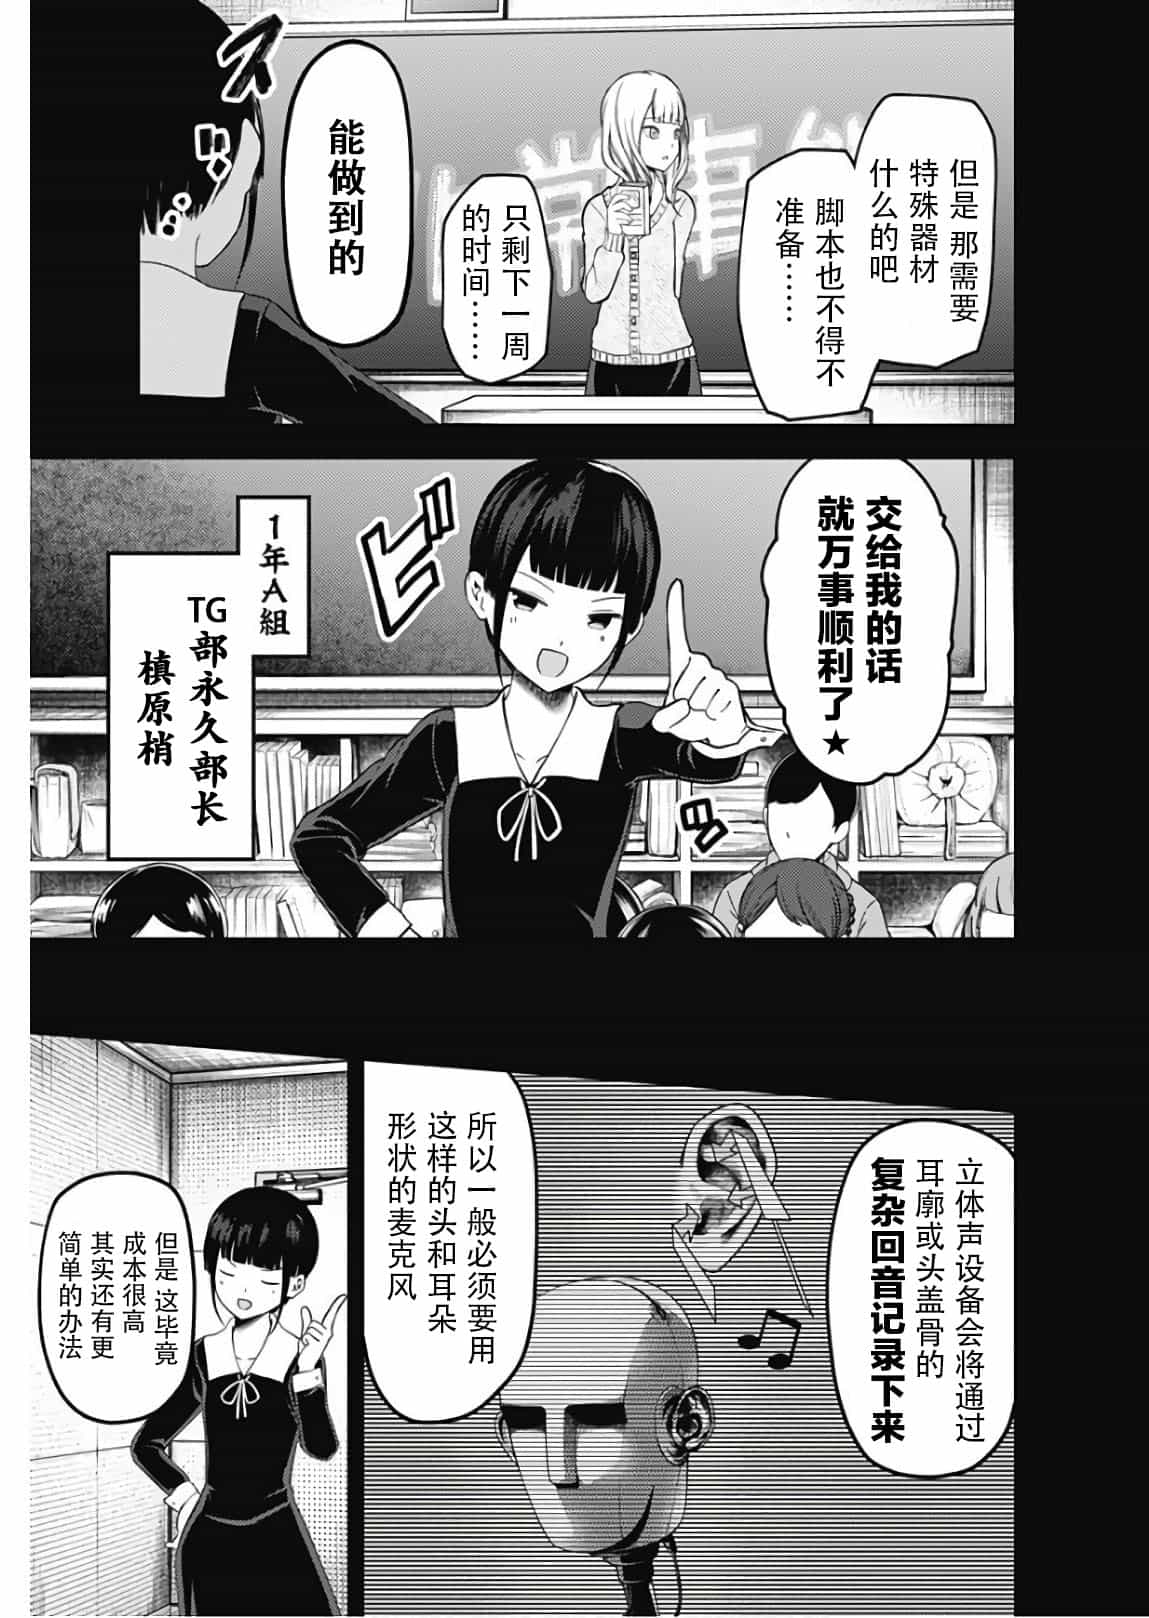 但是 那需要
特殊器材
什么的吧
脚本也不得不
准备……
只剩下一周
的时间……
能做到的
スッ
交给我的话
就万事顺利了★
ビ
1年A組
TG部永久部长
槙原梢
立体声设备会将通过
耳廓或头盖骨的
复杂回音记录下来
所以一般必须要用
这样的头和耳朵
形状的麦克风
但是 这毕竟
成本很高
其实还有更
简单的办法